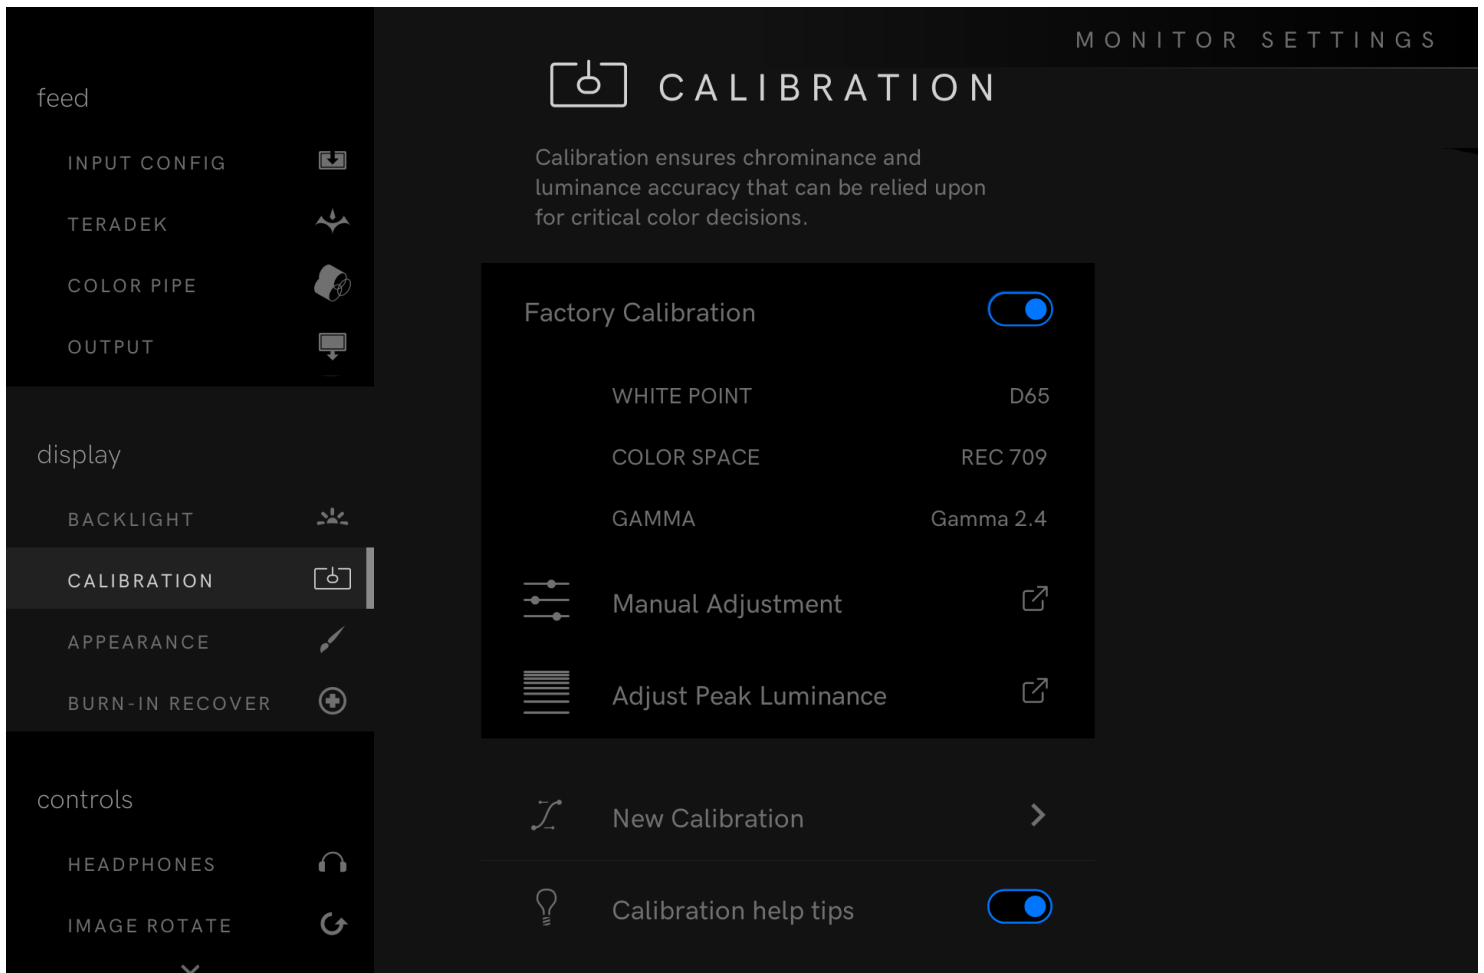 MONITOR SETTINGS
feed
INPUT CONFIG
TERADEK
COLOR PIPE
OUTPUT
display
BACKLIGHT
CALIBRATION
APPEARANCE
BURN-IN RECOVER
controls
HEADPHONES
IMAGE ROTATE
CALIBRATION
Calibration ensures chrominance and
luminance accuracy that can be relied upon
for critical color decisions.
Factory Calibration
WHITE POINT D65
COLOR SPACE REC 709
GAMMA Gamma 2.4
Manual Adjustment
Adjust Peak Luminance
New Calibration
Calibration help tips